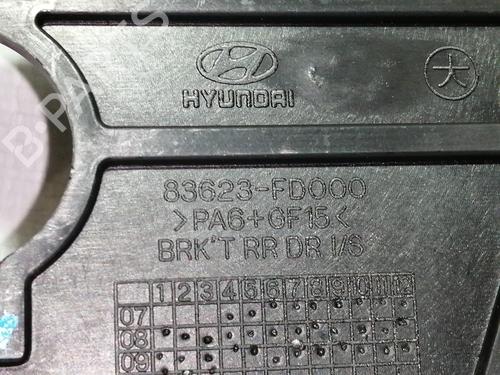 B-PARTS
HYUNDAI
大
83623-FD000
>PA6+GF15<
BRK'T RR DR I/S
1 2 3 4 5 6 7 8 9 10 11 12
07
08
09